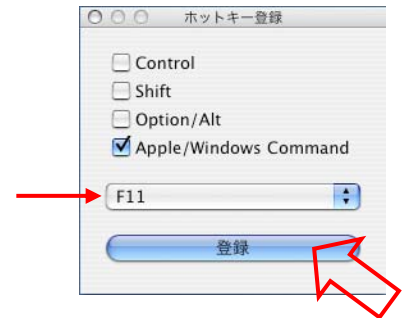 ホットキー登録
Control
Shift
Option/Alt
Apple/Windows Command
F11
登録